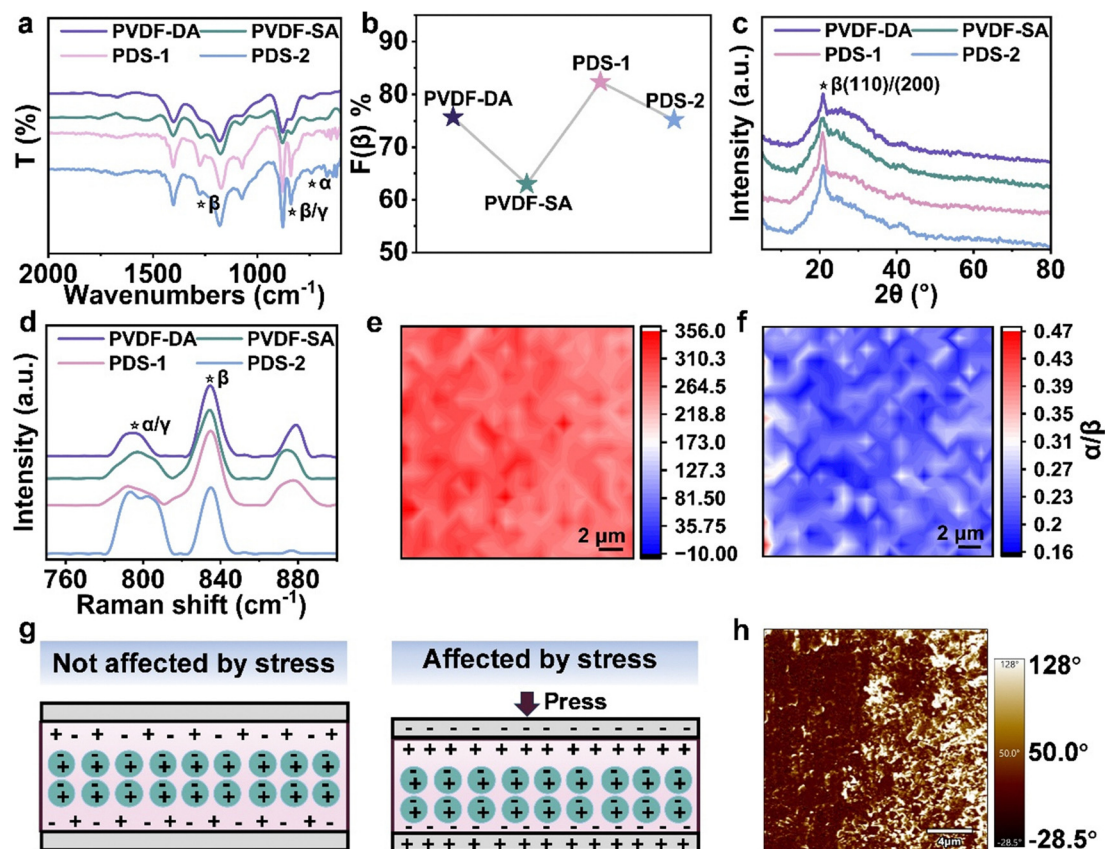 a
PVDF-DA
PVDF-SA
PDS-1
PDS-2
T (%)
☆β
☆β/γ
☆α
2000
1500
1000
Wavenumbers (cm⁻¹)
b
F(β) %
90
80
70
60
50
PVDF-DA
PVDF-SA
PDS-1
PDS-2
c
PVDF-DA
PVDF-SA
PDS-1
PDS-2
☆β(110)/(200)
Intensity (a.u.)
20
40
60
80
2θ (°)
d
PVDF-DA
PVDF-SA
PDS-1
PDS-2
☆α/γ
☆β
Intensity (a.u.)
760
800
840
880
Raman shift (cm⁻¹)
e
356.0
310.3
264.5
218.8
173.0
127.3
81.50
35.75
−10.00
2 μm
f
0.47
0.43
0.39
0.35
0.31
0.27
0.23
0.2
0.16
α/β
2 μm
g
Not affected by stress
+ - + - + - + - + - + - +
- - - - - - - - -
+ + + + + + + + +
- - - - - - - - -
+ + + + + + + + +
- + - + - + - + - + - + -
Affected by stress
Press
- - - - - - - - - - - -
+ + + + + + + + + + + +
- - - - - - - - -
+ + + + + + + + +
- - - - - - - - -
+ + + + + + + + +
- - - - - - - - - - - -
+ + + + + + + + + + + +
h
128°
128°
50.0°
50.0°
-28.5°
-28.5°
4μm